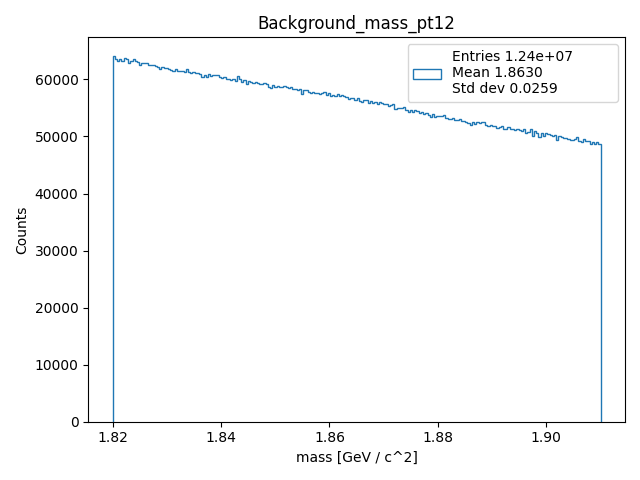 Background_mass_pt12
Entries 1.24e+07
Mean 1.8630
Std dev 0.0259
60000
50000
40000
30000
20000
10000
0
Counts
1.82 1.84 1.86 1.88 1.90
mass [GeV / c^2]